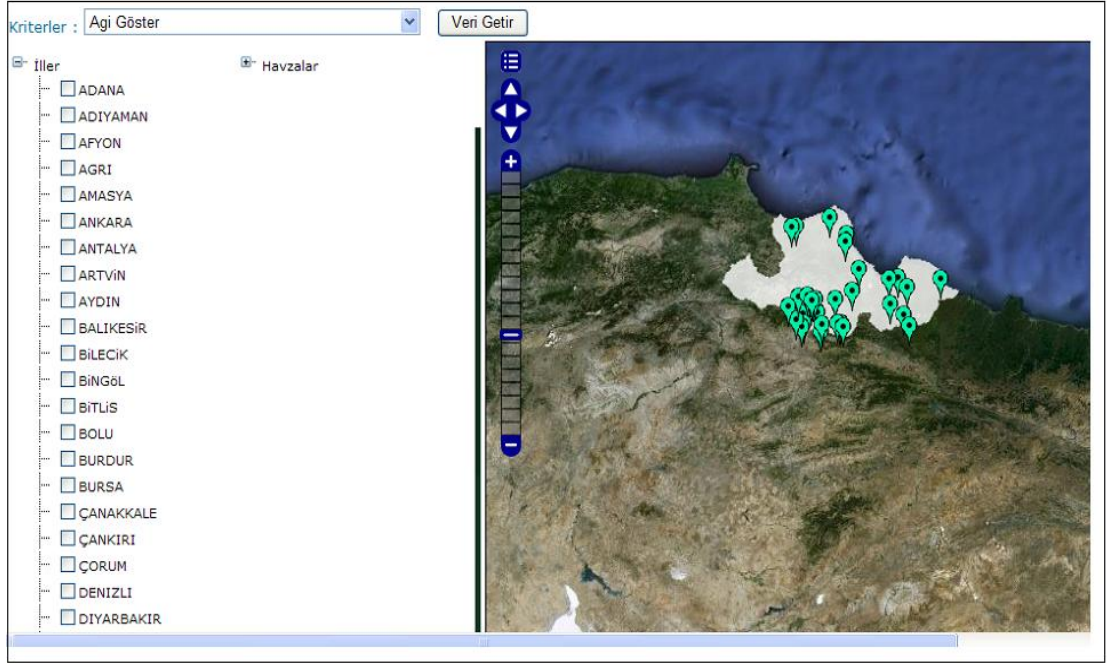 Kriterler : Agi Göster Veri Getir
İller Havzalar
ADANA
ADIYAMAN
AFYON
AGRI
AMASYA
ANKARA
ANTALYA
ARTViN
AYDIN
BALIKESiR
BiLECiK
BiNGöL
BiTLiS
BOLU
BURDUR
BURSA
ÇANAKKALE
ÇANKIRI
ÇORUM
DENIZLI
DIYARBAKIR